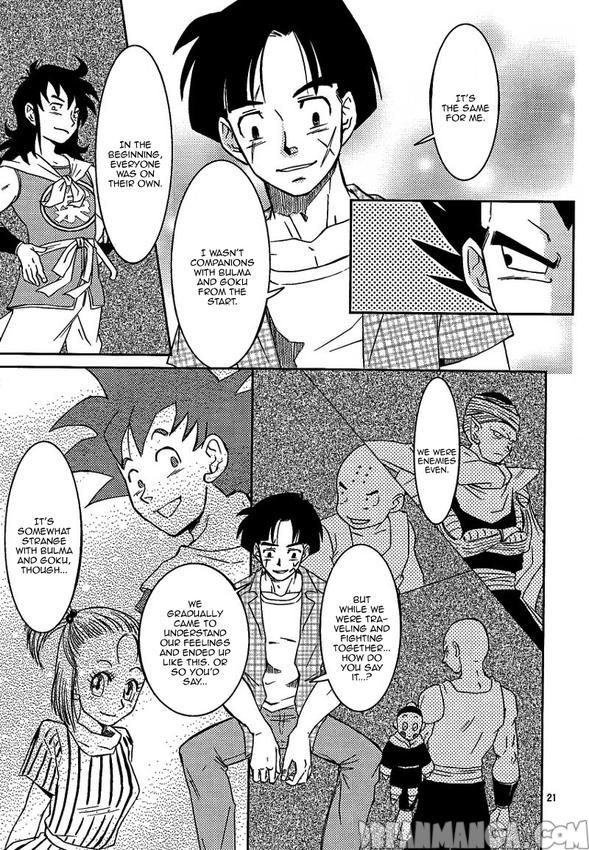 IT'S
THE SAME
FOR ME.
IN THE
BEGINNING,
EVERYONE
WAS ON
THEIR OWN.
I WASN'T
COMPANIONS
WITH BULMA
AND GOKU
FROM THE
START.
WE WERE
ENEMIES
EVEN.
BUT
WHILE WE
WERE TRA-
VELING AND
FIGHTING
TOGETHER...
HOW DO
YOU SAY
IT...?
WE
GRADUALLY
CAME TO
UNDERSTAND
OUR FEELINGS
AND ENDED UP
LIKE THIS. OR
SO YOU'D
SAY...
IT'S
SOMEWHAT
STRANGE
WITH BULMA
AND GOKU,
THOUGH...
21